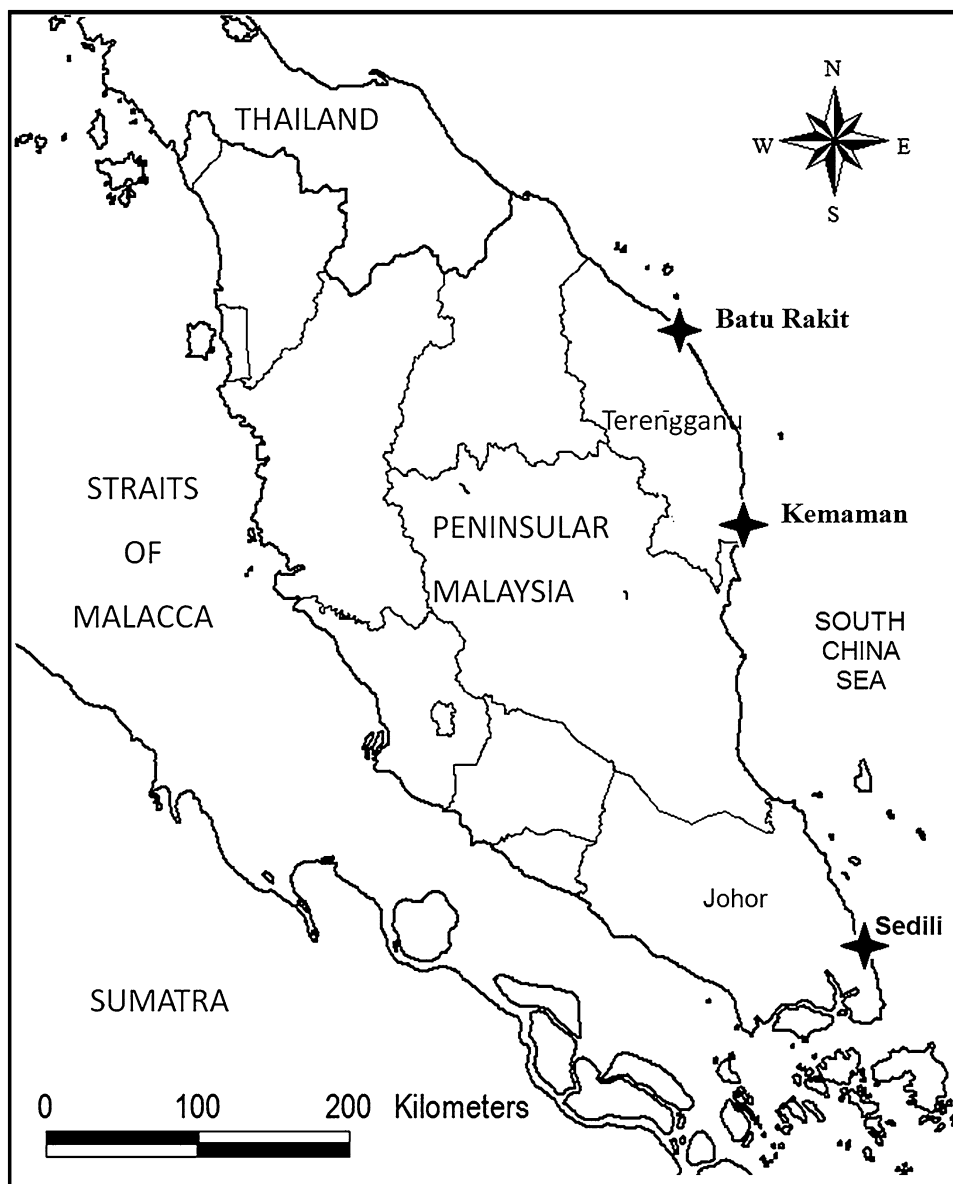 N
THAILAND
W
E
S
Batu Rakit
Terengganu
STRAITS
OF
MALACCA
PENINSULAR
MALAYSIA
Kemaman
SOUTH
CHINA
SEA
Johor
Sedili
SUMATRA
0 100 200 Kilometers